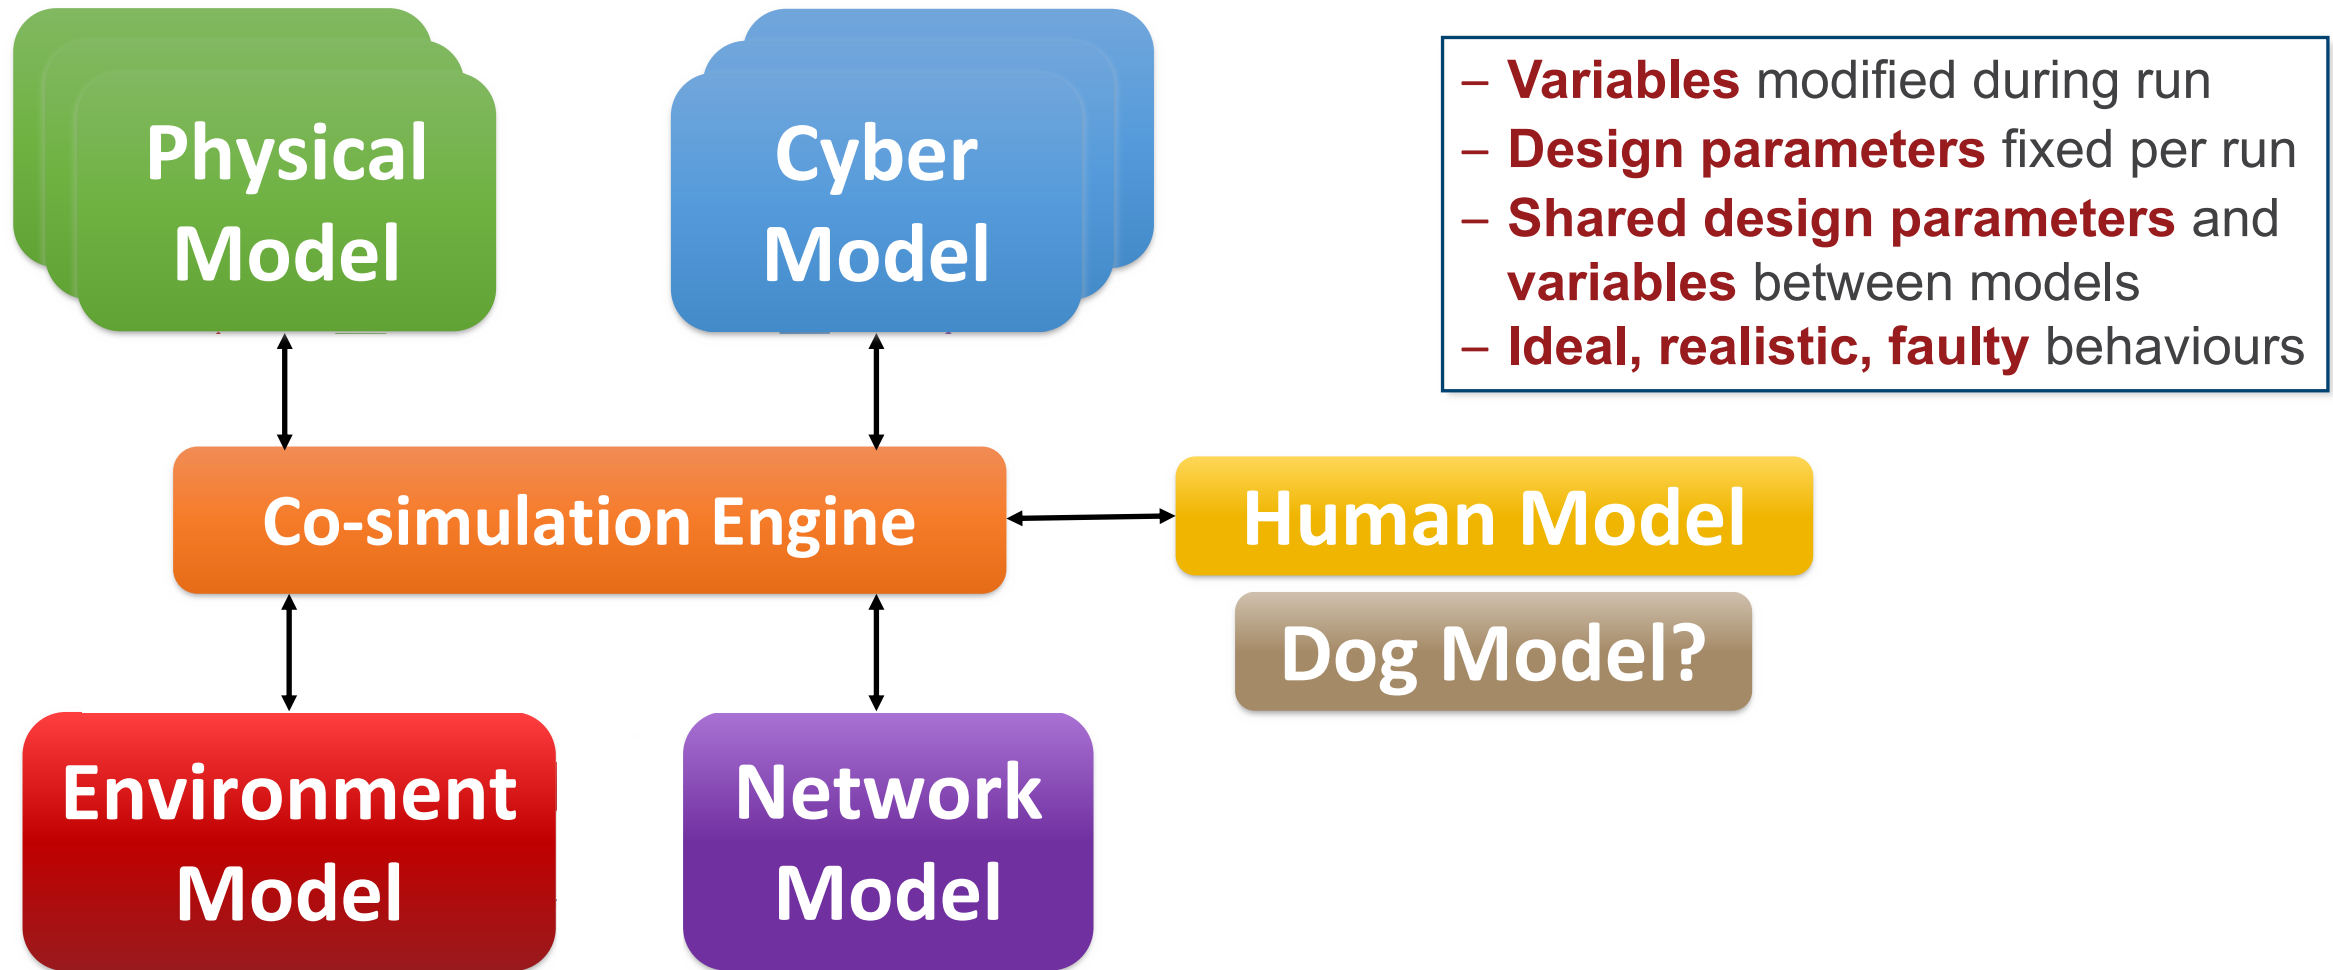 Physical
Model
Cyber
Model
– Variables modified during run
– Design parameters fixed per run
– Shared design parameters and
variables between models
– Ideal, realistic, faulty behaviours
Co-simulation Engine
Human Model
Dog Model?
Environment
Model
Network
Model